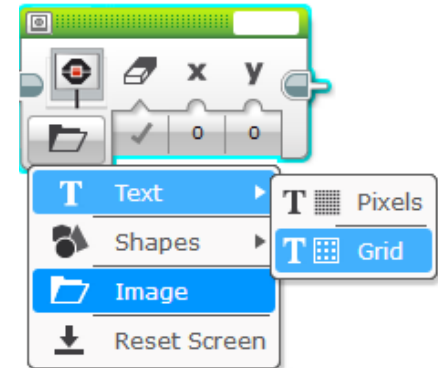 x y
0 0
T Text
T Pixels
Shapes
T Grid
Image
Reset Screen